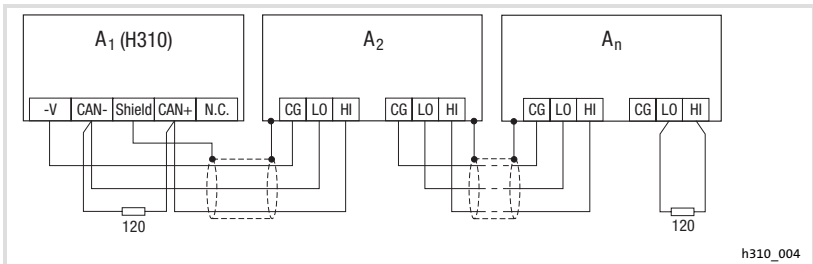 A1 (H310) A2 An
-V CAN- Shield CAN+ N.C. CG LO HI CG LO HI CG LO HI CG LO HI
120 120
h310_004